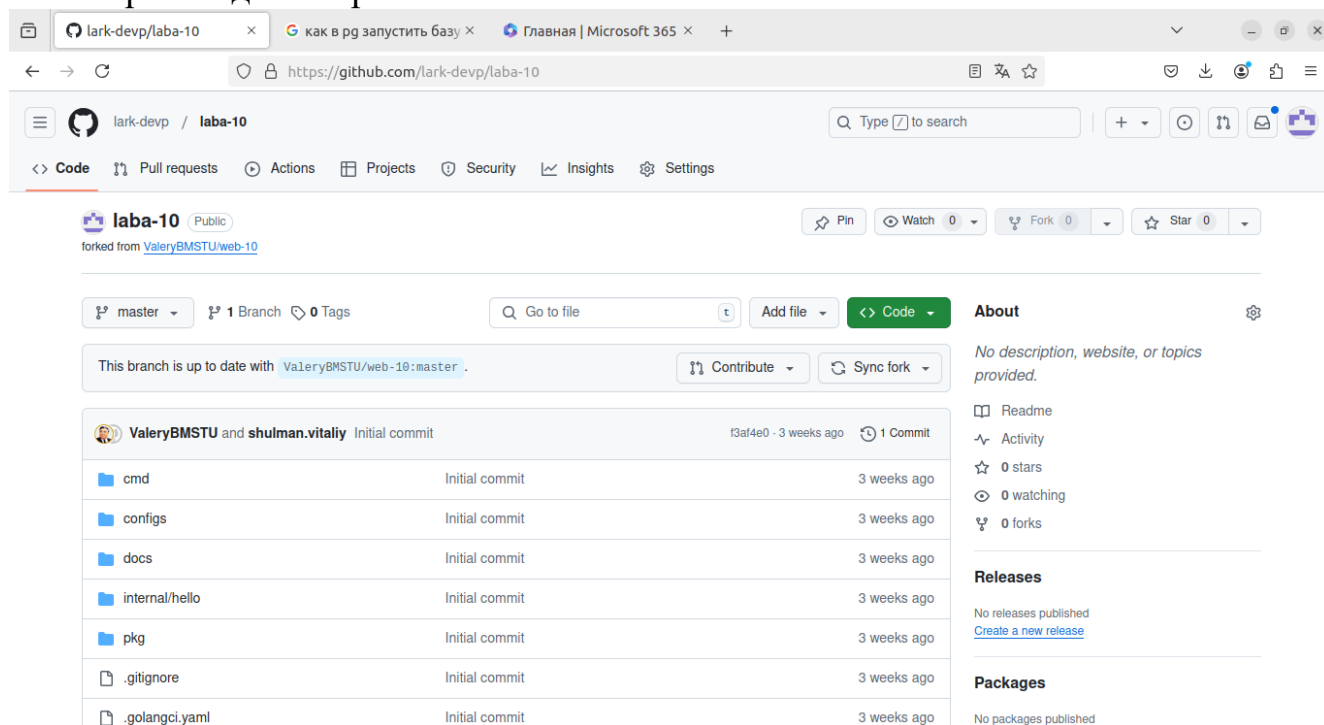 lark-devp/laba-10 × как в pg запустить базу × Главная | Microsoft 365 × +
https://github.com/lark-devp/laba-10
lark-devp / laba-10 Type / to search
Code Pull requests Actions Projects Security Insights Settings
laba-10 Public Pin Watch 0 Fork 0 Star 0
forked from ValeryBMSTU/web-10
master 1 Branch 0 Tags Go to file t Add file Code About
No description, website, or topics
This branch is up to date with ValeryBMSTU/web-10:master . Contribute Sync fork provided.
Readme
ValeryBMSTU and shulman.vitaliy Initial commit f3af4e0 · 3 weeks ago 1 Commit Activity
cmd Initial commit 3 weeks ago 0 stars
0 watching
configs Initial commit 3 weeks ago 0 forks
docs Initial commit 3 weeks ago
Releases
internal/hello Initial commit 3 weeks ago
No releases published
Create a new release
pkg Initial commit 3 weeks ago
.gitignore Initial commit 3 weeks ago Packages
.golangci.yaml Initial commit 3 weeks ago No packages published